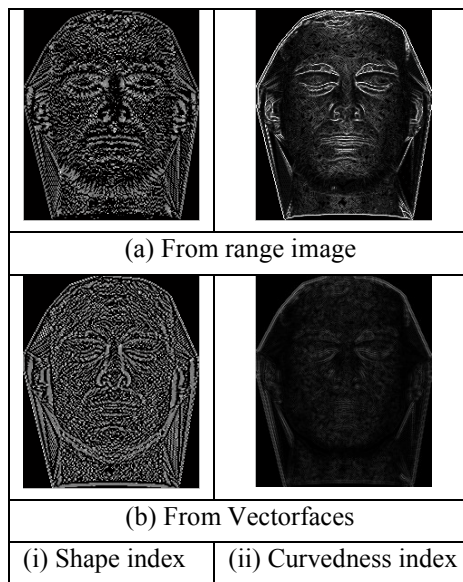 (a) From range image
(b) From Vectorfaces
(i) Shape index
(ii) Curvedness index